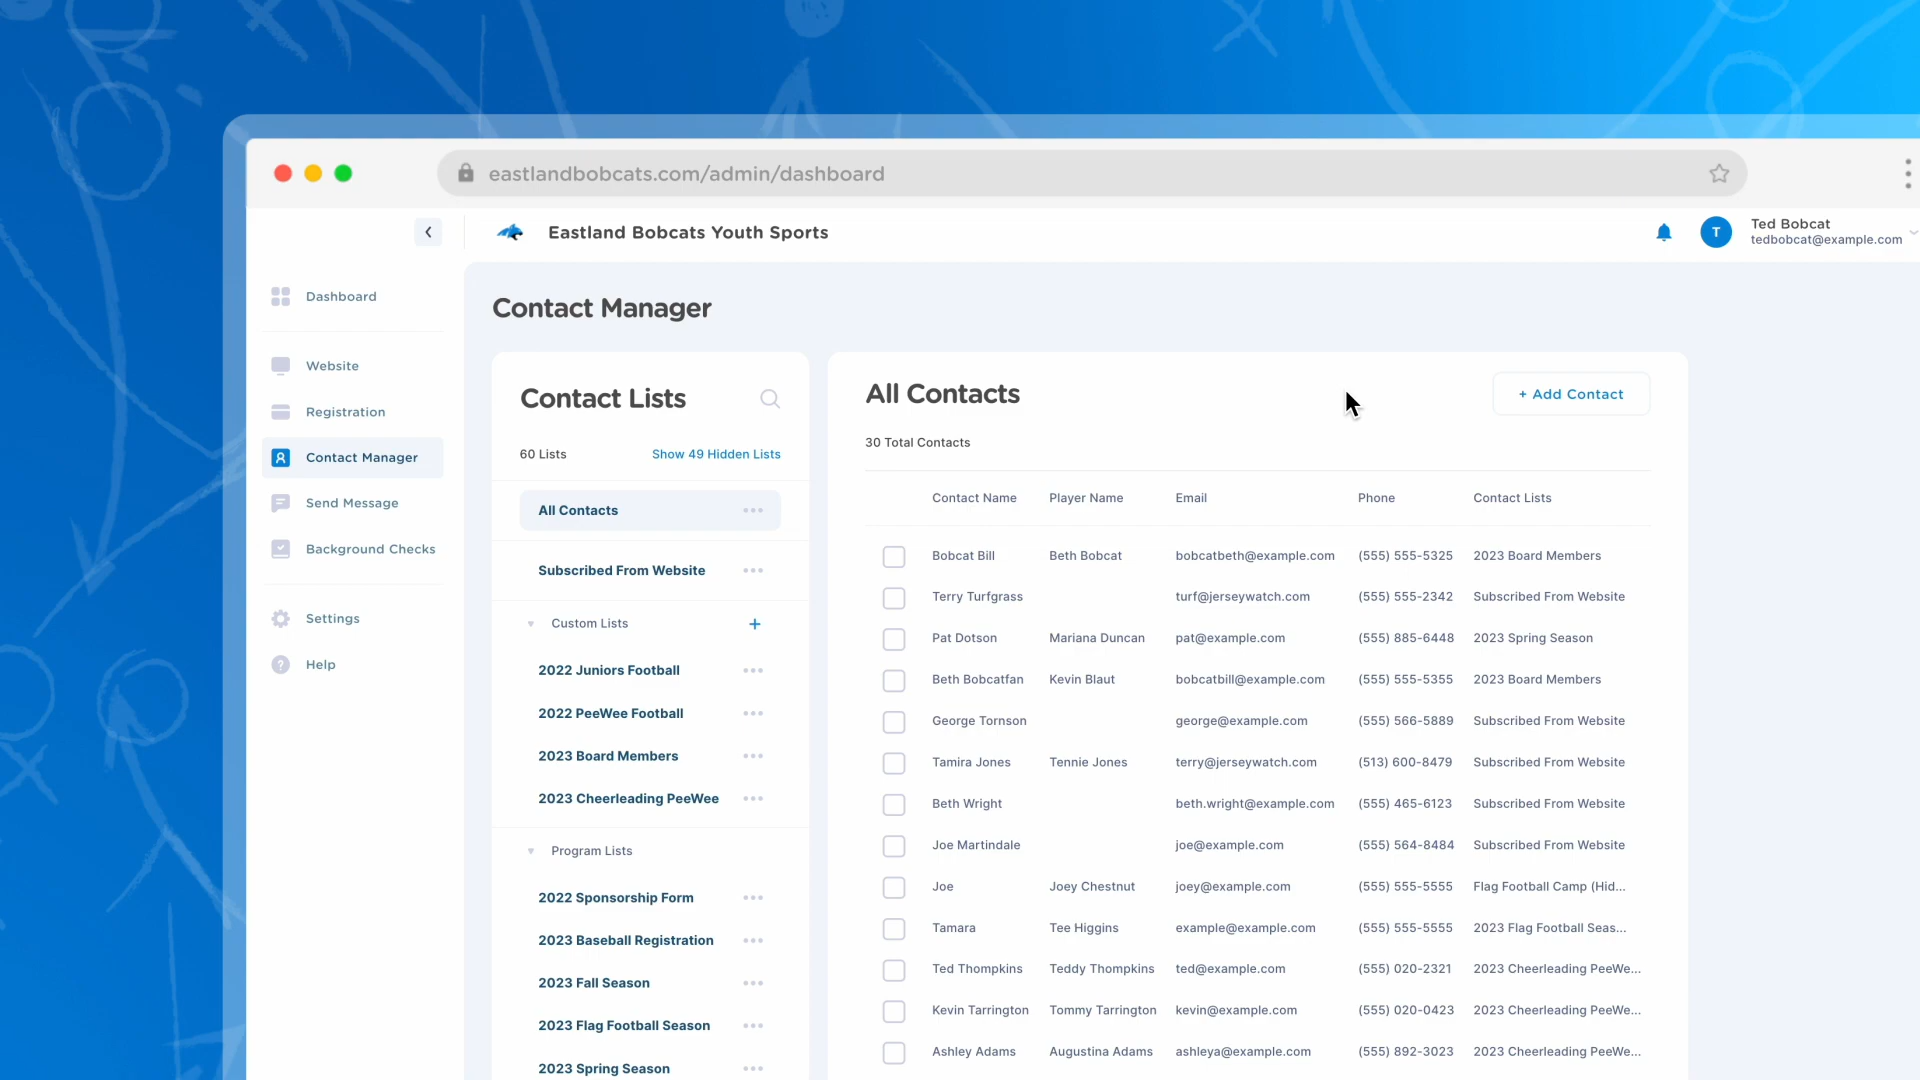 eastlandbobcats.com/admin/dashboard
Eastland Bobcats Youth Sports
T
Ted Bobcat
tedbobcat@example.com
Dashboard
Website
Registration
Contact Manager
Send Message
Background Checks
Settings
? Help
Contact Manager
Contact Lists
60 Lists Show 49 Hidden Lists
All Contacts
Subscribed From Website
Custom Lists +
2022 Juniors Football
2022 PeeWee Football
2023 Board Members
2023 Cheerleading PeeWee
Program Lists
2022 Sponsorship Form
2023 Baseball Registration
2023 Fall Season
2023 Flag Football Season
2023 Spring Season
All Contacts
+ Add Contact
30 Total Contacts
Contact Name Player Name Email Phone Contact Lists
Bobcat Bill Beth Bobcat bobcatbeth@example.com (555) 555-5325 2023 Board Members
Terry Turfgrass turf@jerseywatch.com (555) 555-2342 Subscribed From Website
Pat Dotson Mariana Duncan pat@example.com (555) 885-6448 2023 Spring Season
Beth Bobcatfan Kevin Blaut bobcatbill@example.com (555) 555-5355 2023 Board Members
George Tornson george@example.com (555) 566-5889 Subscribed From Website
Tamira Jones Tennie Jones terry@jerseywatch.com (513) 600-8479 Subscribed From Website
Beth Wright beth.wright@example.com (555) 465-6123 Subscribed From Website
Joe Martindale joe@example.com (555) 564-8484 Subscribed From Website
Joe Joey Chestnut joey@example.com (555) 555-5555 Flag Football Camp (Hid...
Tamara Tee Higgins example@example.com (555) 555-5555 2023 Flag Football Seas...
Ted Thompkins Teddy Thompkins ted@example.com (555) 020-2321 2023 Cheerleading PeeWe...
Kevin Tarrington Tommy Tarrington kevin@example.com (555) 020-0423 2023 Cheerleading PeeWe...
Ashley Adams Augustina Adams ashleya@example.com (555) 892-3023 2023 Cheerleading PeeWe...